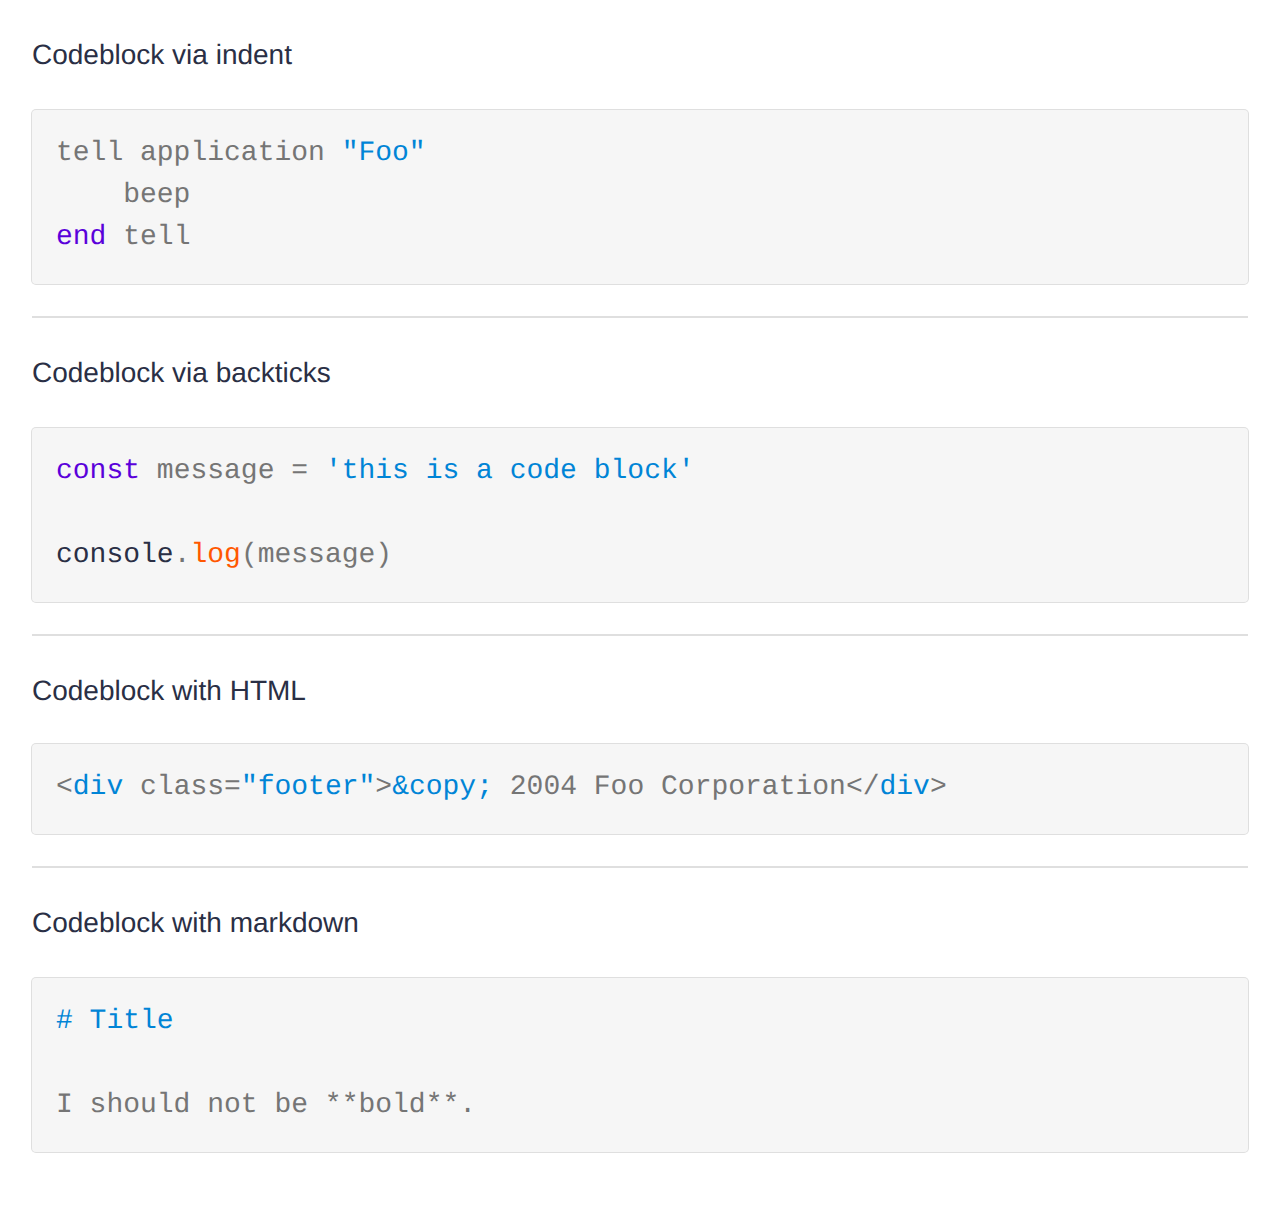 Codeblock via indent
tell application "Foo"
    beep
end tell
Codeblock via backticks
const message = 'this is a code block'
console.log(message)
Codeblock with HTML
<div class="footer">&copy; 2004 Foo Corporation</div>
Codeblock with markdown
# Title
I should not be **bold**.